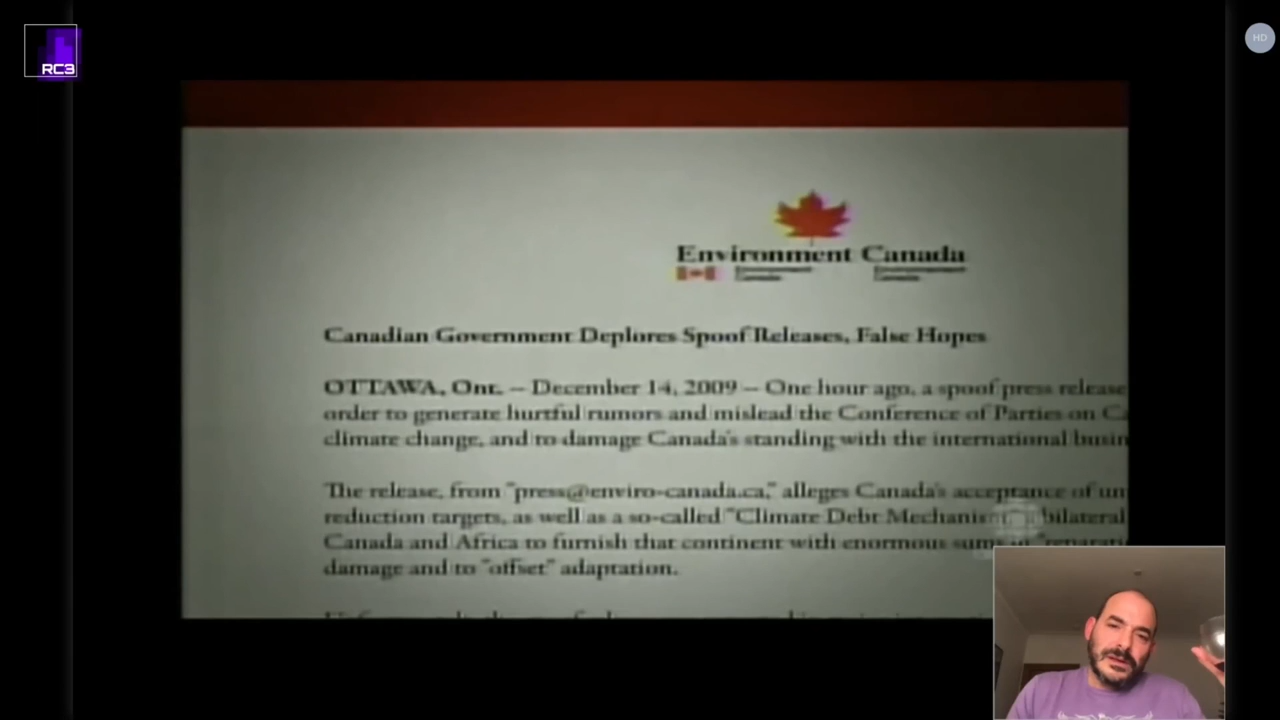 RC3
HD
Environment Canada
Canadian Government Deplores Spoof Releases, False Hopes
OTTAWA, Ont. – December 14, 2009 – One hour ago, a spoof press release
order to generate hurtful rumors and mislead the Conference of Parties on
climate change, and to damage Canada's standing with the international
The release, from "press@enviro-canada.ca," alleges Canada's acceptance of
reduction targets, as well as a so-called "Climate Debt Mechanism, bilateral
Canada and Africa to furnish that continent with enormous sums
damage and to "offset" adaptation.